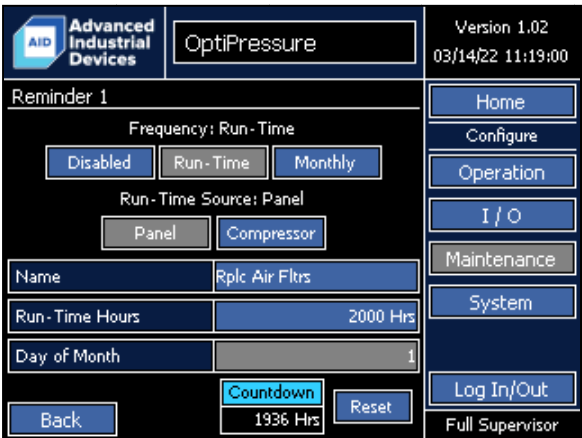 AID
Advanced
Industrial
Devices
OptiPressure
Version 1.02
03/14/22 11:19:00
Reminder 1
Frequency: Run-Time
Disabled Run-Time Monthly
Run-Time Source: Panel
Panel Compressor
Name Rplc Air Fltrs
Run-Time Hours 2000 Hrs
Day of Month 1
Countdown
1936 Hrs
Reset
Back
Home
Configure
Operation
I / O
Maintenance
System
Log In/Out
Full Supervisor